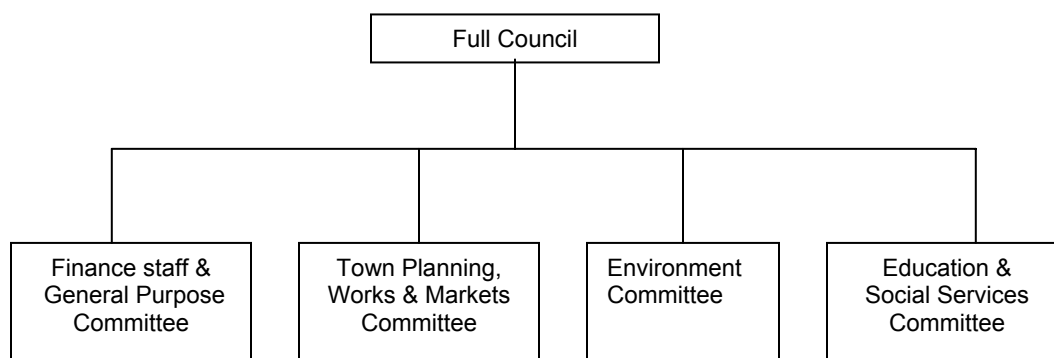 Full Council
Finance staff &
General Purpose
Committee
Town Planning,
Works & Markets
Committee
Environment
Committee
Education &
Social Services
Committee